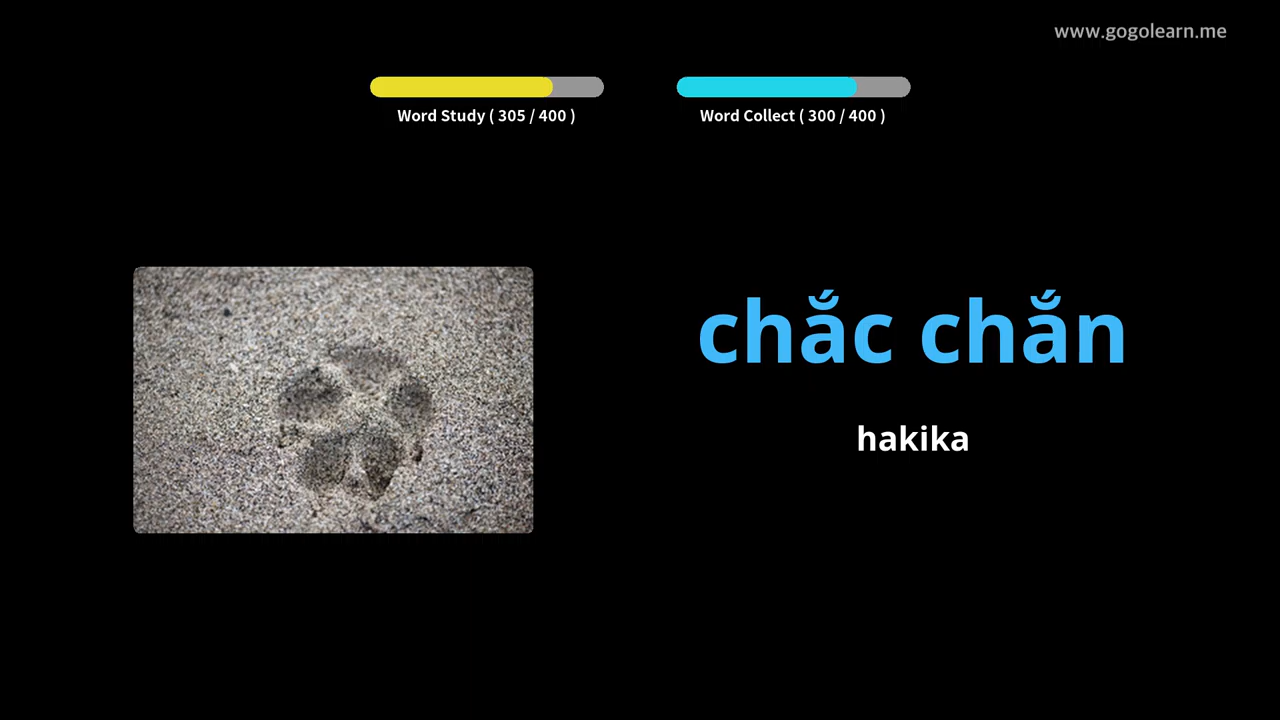 www.gogolearn.me
Word Study ( 305 / 400 )
Word Collect ( 300 / 400 )
chắc chắn
hakika